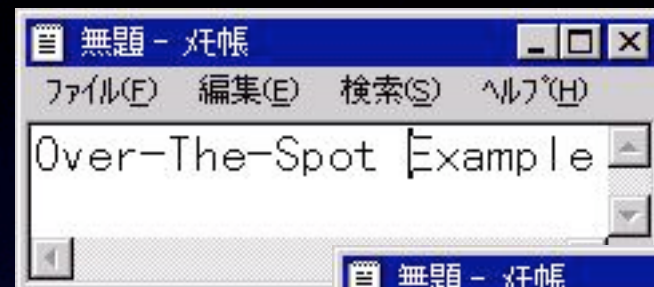 無題 - ﾒﾓ帳
ﾌｧｲﾙ(F) 編集(E) 検索(S) ﾍﾙﾌﾟ(H)
Over-The-Spot Example
無題 - ﾒﾓ帳